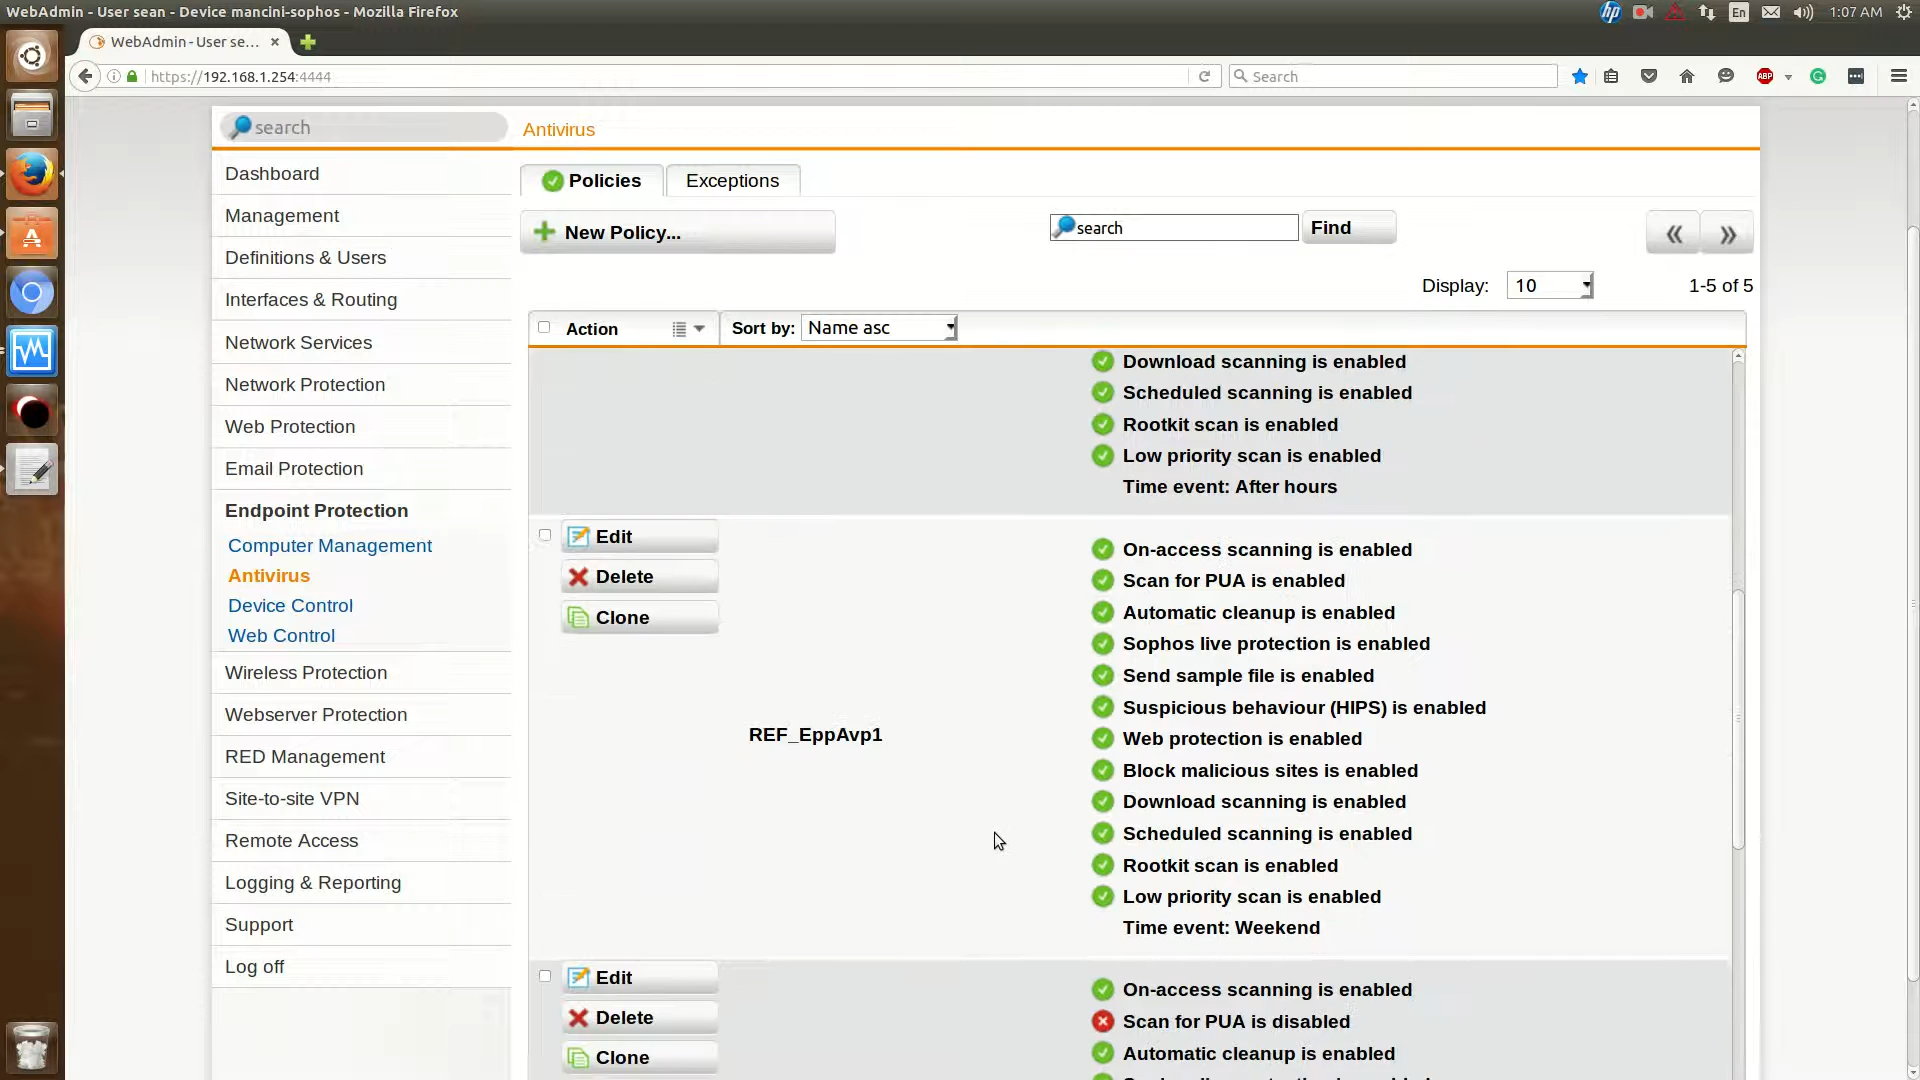 WebAdmin - User sean - Device mancini-sophos - Mozilla Firefox
En
1:07 AM
WebAdmin - User se...
https://192.168.1.254:4444
Search
ABP
search
Antivirus
Dashboard
Management
Definitions & Users
Interfaces & Routing
Network Services
Network Protection
Web Protection
Email Protection
Endpoint Protection
Computer Management
Antivirus
Device Control
Web Control
Wireless Protection
Webserver Protection
RED Management
Site-to-site VPN
Remote Access
Logging & Reporting
Support
Log off
Policies
Exceptions
New Policy...
search
Find
Display:
10
1-5 of 5
Action
Sort by:
Name asc
Download scanning is enabled
Scheduled scanning is enabled
Rootkit scan is enabled
Low priority scan is enabled
Time event: After hours
Edit
Delete
Clone
REF_EppAvp1
On-access scanning is enabled
Scan for PUA is enabled
Automatic cleanup is enabled
Sophos live protection is enabled
Send sample file is enabled
Suspicious behaviour (HIPS) is enabled
Web protection is enabled
Block malicious sites is enabled
Download scanning is enabled
Scheduled scanning is enabled
Rootkit scan is enabled
Low priority scan is enabled
Time event: Weekend
Edit
Delete
Clone
On-access scanning is enabled
Scan for PUA is disabled
Automatic cleanup is enabled